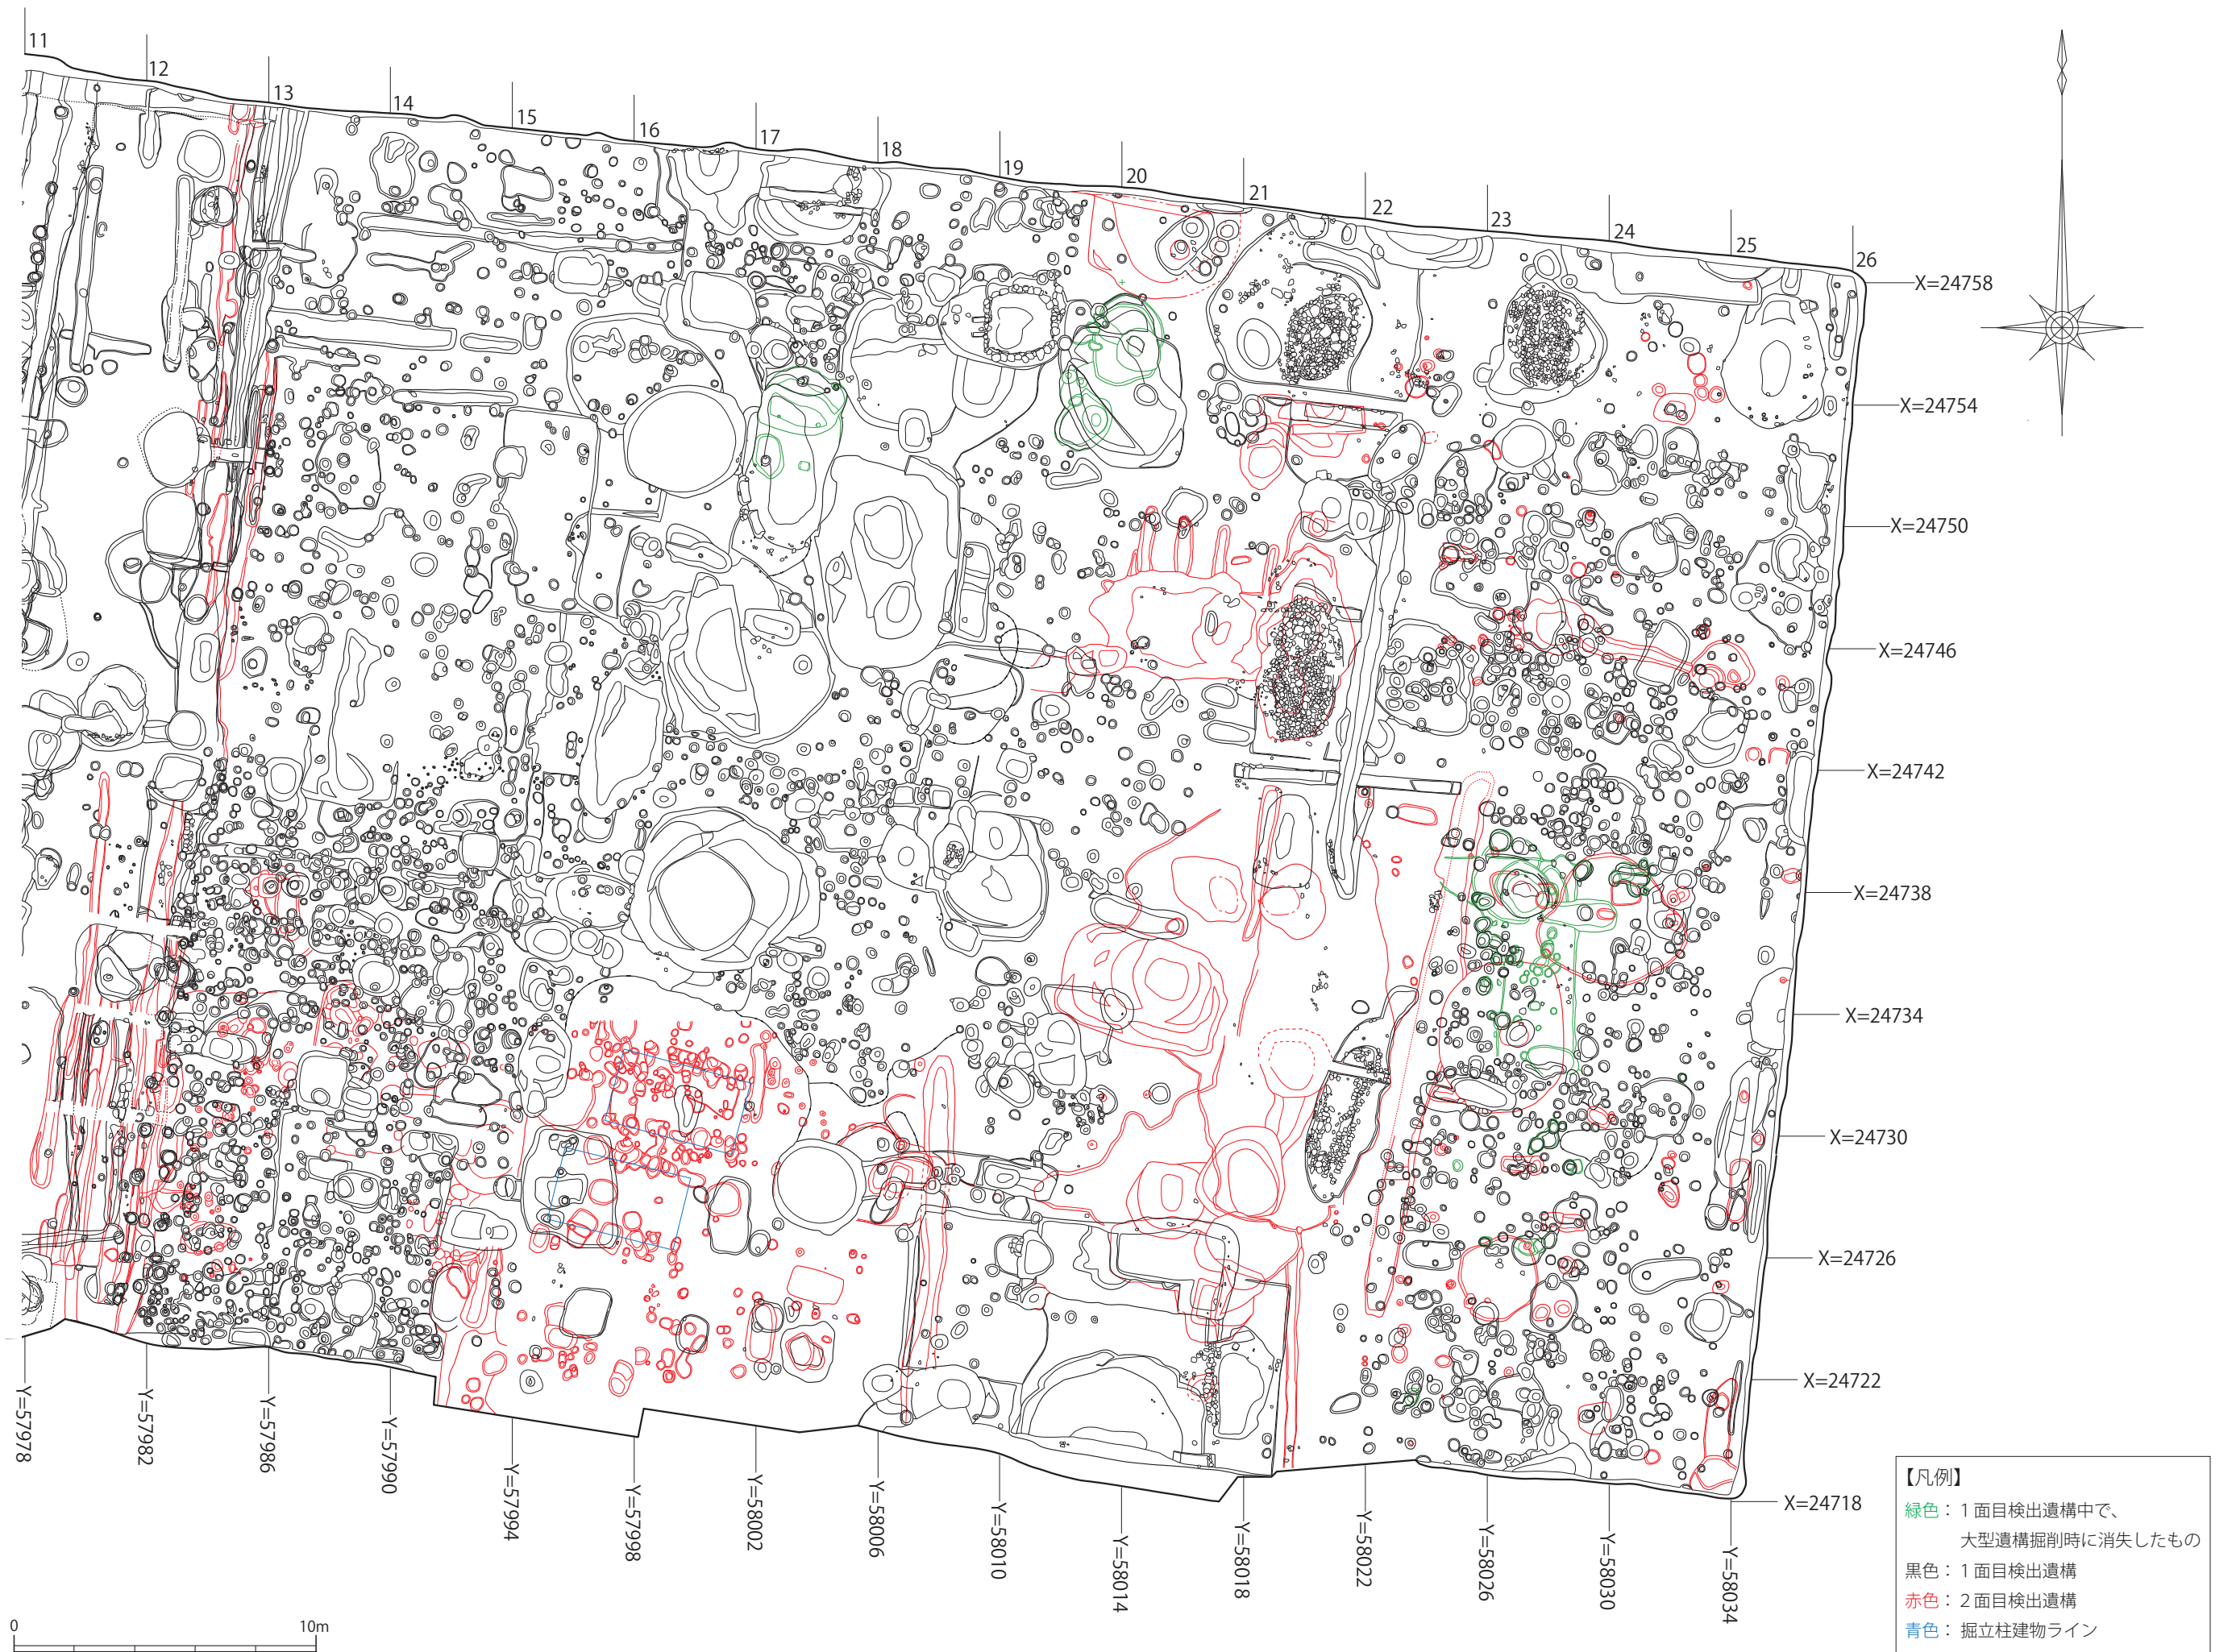 11
12
13
14
15
16
17
18
19
20
21
22
23
24
25
26
X=24758
X=24754
X=24750
X=24746
X=24742
X=24738
X=24734
X=24730
X=24726
X=24722
X=24718
Y=57978
Y=57982
Y=57986
Y=57990
Y=57994
Y=57998
Y=58002
Y=58006
Y=58010
Y=58014
Y=58018
Y=58022
Y=58026
Y=58030
Y=58034
【凡例】
緑色：１面目検出遺構中で、
大型遺構掘削時に消失したもの
黒色：１面目検出遺構
赤色：２面目検出遺構
青色：掘立柱建物ライン
0 10m